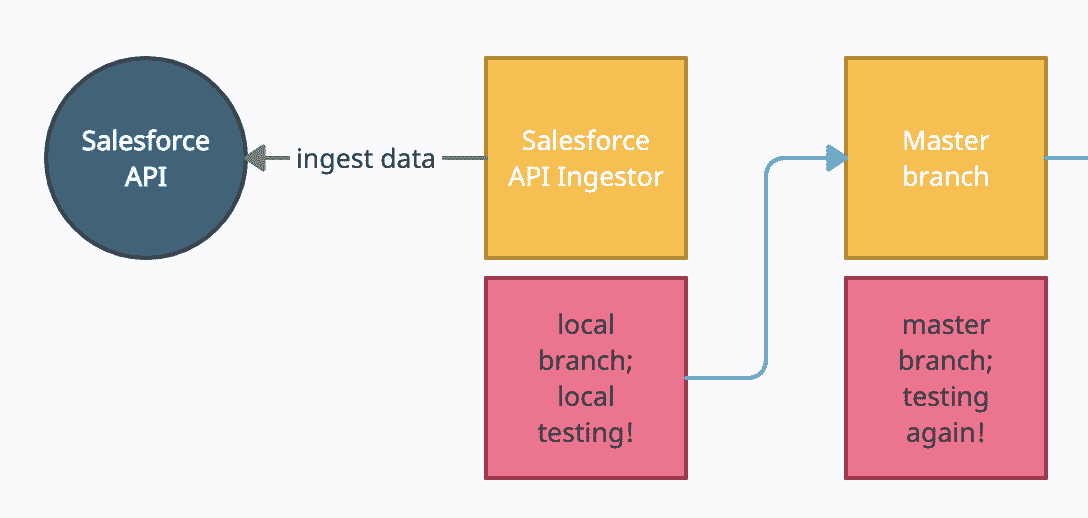 Salesforce
API
ingest data
Salesforce
API Ingestor
Master
branch
local
branch;
local
testing!
master
branch;
testing
again!